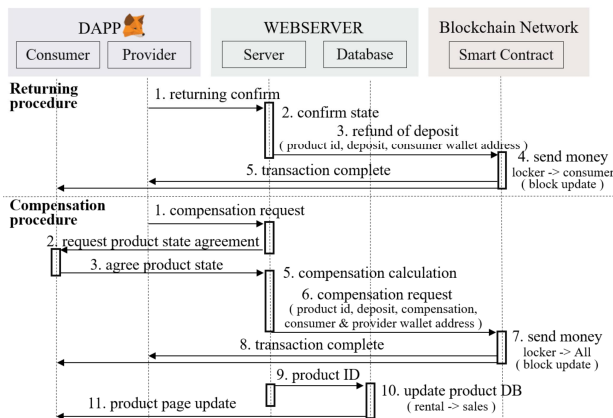 DAPP
WEBSERVER
Blockchain Network
Consumer
Provider
Server
Database
Smart Contract
Returning
procedure
1. returning confirm
2. confirm state
3. refund of deposit
( product id, deposit, consumer wallet address )
4. send money
locker -> consumer
( block update )
5. transaction complete
Compensation
procedure
1. compensation request
2. request product state agreement
3. agree product state
5. compensation calculation
6. compensation request
( product id, deposit, compensation,
consumer & provider wallet address )
7. send money
locker -> All
( block update )
8. transaction complete
9. product ID
10. update product DB
( rental -> sales )
11. product page update